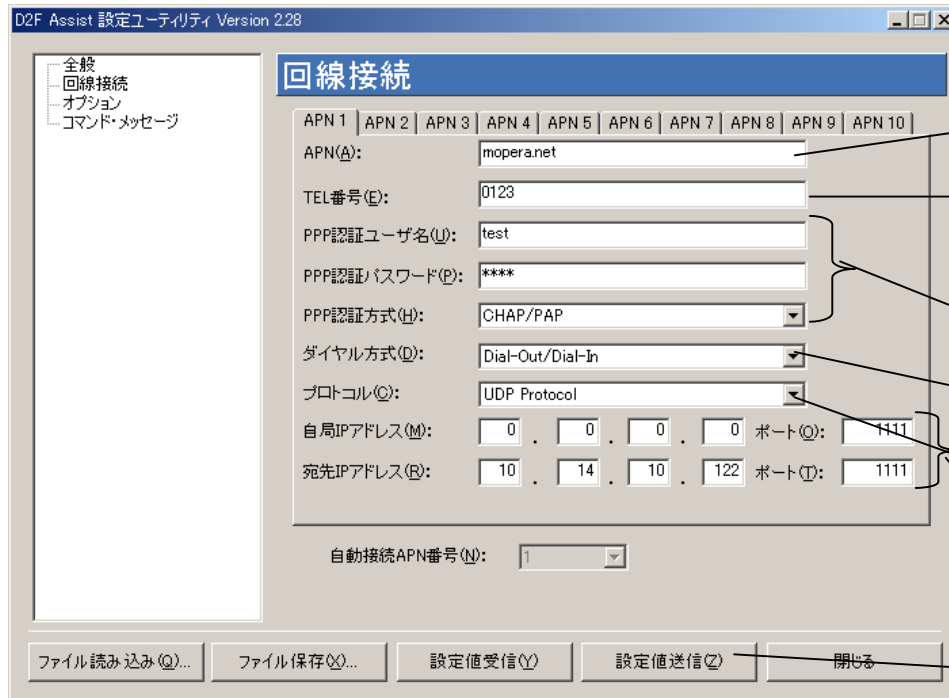 D2F Assist 設定ユーティリティ Version 2.28
全般
回線接続
オプション
コマンド・メッセージ
回線接続
APN 1 APN 2 APN 3 APN 4 APN 5 APN 6 APN 7 APN 8 APN 9 APN 10
APN(A): mopera.net
TEL番号(E): 0123
PPP認証ユーザ名(U): test
PPP認証パスワード(P): ****
PPP認証方式(H): CHAP/PAP
ダイヤル方式(D): Dial-Out/Dial-In
プロトコル(C): UDP Protocol
自局IPアドレス(M): 0 . 0 . 0 . 0 ポート(O): 1111
宛先IPアドレス(R): 10 . 14 . 10 . 122 ポート(T): 1111
自動接続APN番号(N): 1
ファイル読み込み(Q)... ファイル保存(X)... 設定値受信(Y) 設定値送信(Z) 閉じる